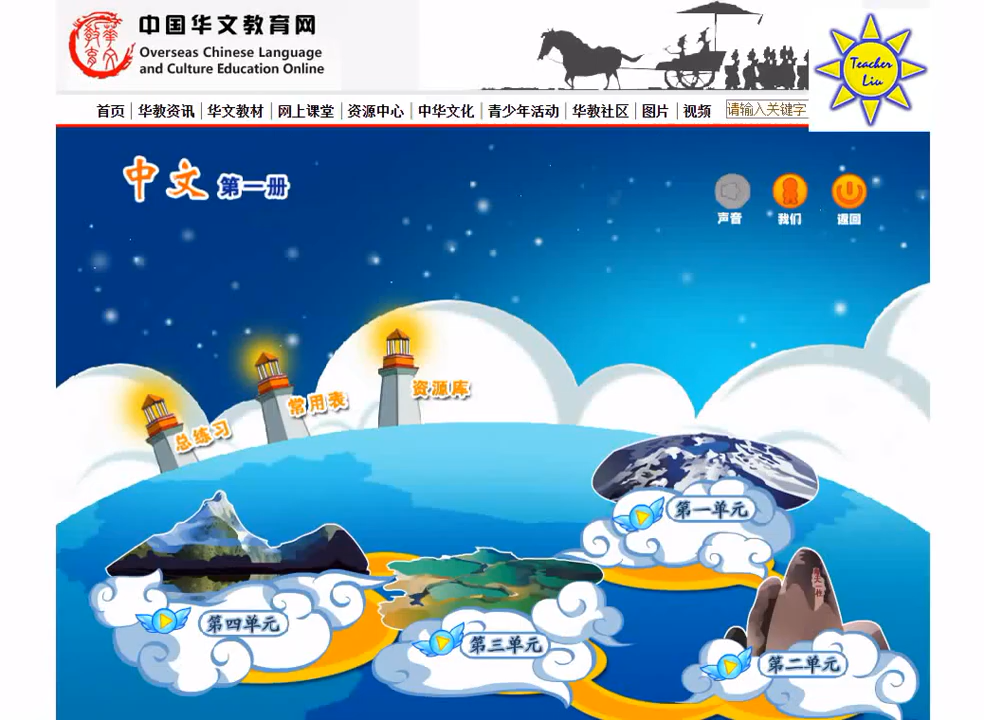 中国华文教育网
Overseas Chinese Language
and Culture Education Online
Teacher
Liu
首页 华教资讯 华文教材 网上课堂 资源中心 中华文化 青少年活动 华教社区 图片 视频 请输入关键字
中文 第一册
声音 我们 返回
资源库
常用表
总练习
第一单元
第四单元
第三单元
第二单元